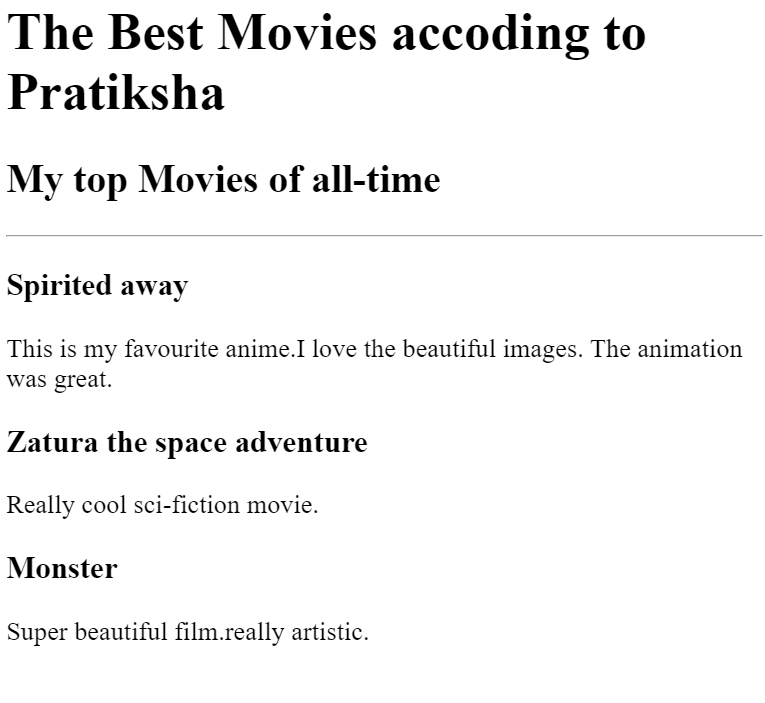 The Best Movies accoding to
Pratiksha
My top Movies of all-time
Spirited away
This is my favourite anime.I love the beautiful images. The animation
was great.
Zatura the space adventure
Really cool sci-fiction movie.
Monster
Super beautiful film.really artistic.